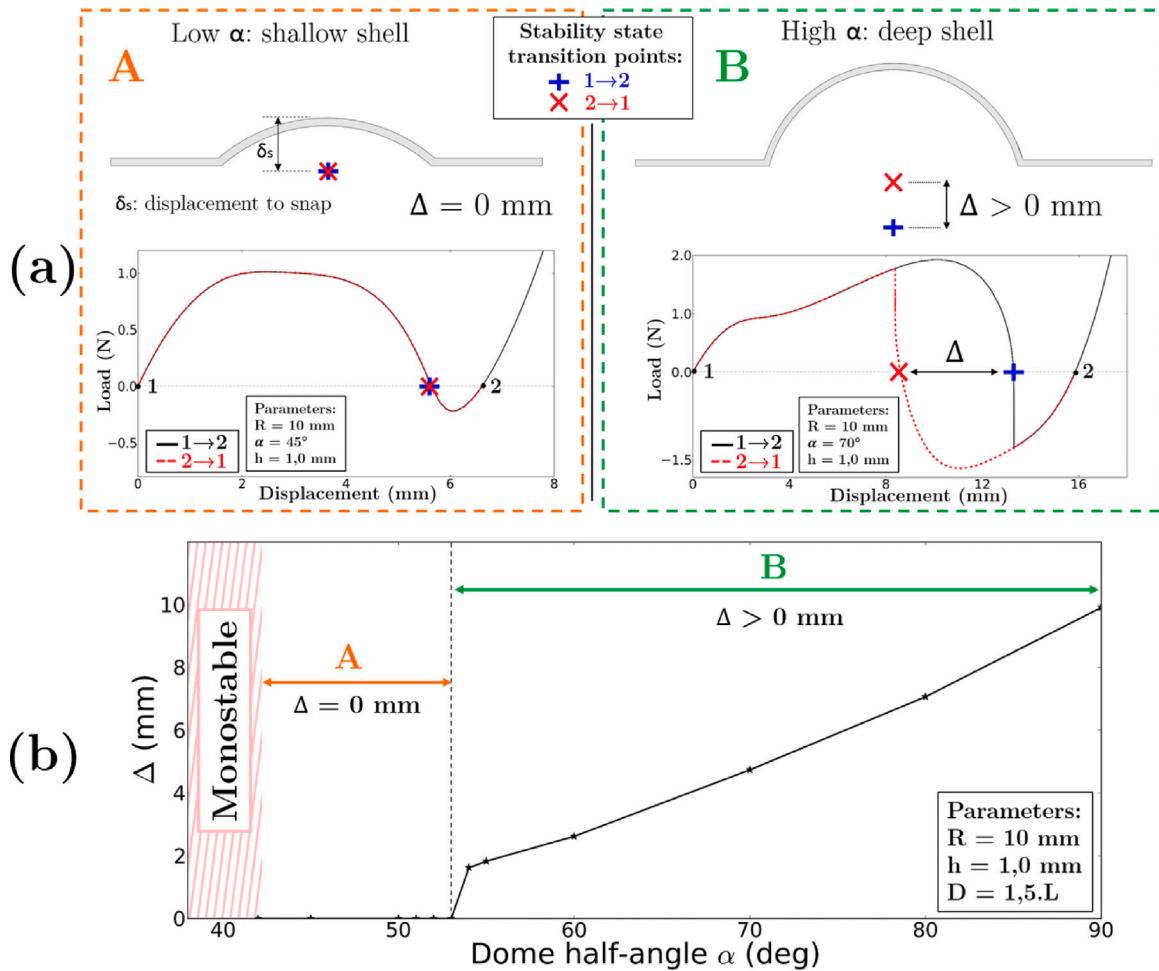 Low α: shallow shell
A
δs
δs: displacement to snap
Δ = 0 mm
Stability state
transition points:
1→2
2→1
High α: deep shell
B
Δ > 0 mm
(a)
Load (N)
1.0
0.5
0.0
−0.5
1
2
1→2
2→1
Parameters:
R = 10 mm
α = 45°
h = 1,0 mm
0 2 4 6 8
Displacement (mm)
Load (N)
2.0
1.0
0.0
−1.5
1
Δ
2
1→2
2→1
Parameters:
R = 10 mm
α = 70°
h = 1,0 mm
0 4 8 12 16
Displacement (mm)
(b)
Δ (mm)
10
8
6
4
2
0
Monostable
A
Δ = 0 mm
B
Δ > 0 mm
Parameters:
R = 10 mm
h = 1,0 mm
D = 1,5.L
40 50 60 70 80 90
Dome half-angle α (deg)